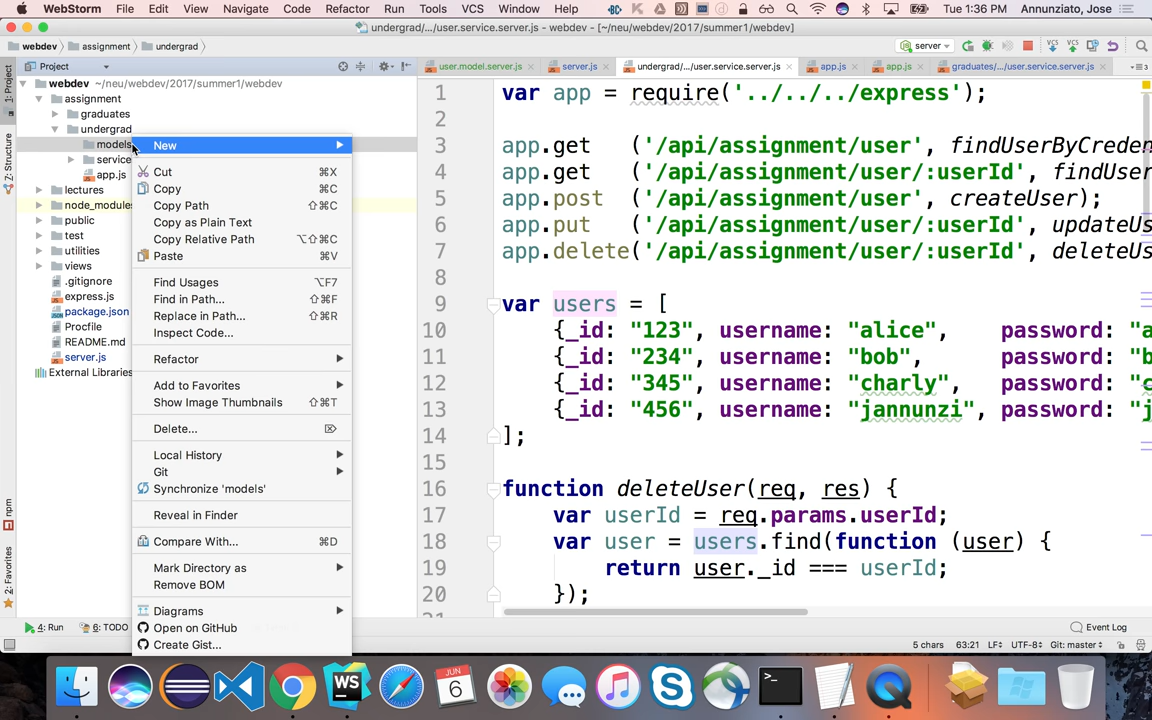 WebStorm File Edit View Navigate Code Refactor Run Tools VCS Window Help Tue 1:36 PM Annunziato, Jose
undergrad/.../user.service.server.js - webdev - [~/neu/webdev/2017/summer1/webdev]
webdev assignment undergrad server
Project
user.model.server.js server.js undergrad/.../user.service.server.js app.js app.js graduates/.../user.service.server.js
1: Project
7: Structure
npm
2: Favorites
webdev ~/neu/webdev/2017/summer1/webdev
assignment
graduates
undergrad
models
service
app.js
lectures
node_modules
public
test
utilities
views
.gitignore
express.js
package.json
Procfile
README.md
server.js
External Libraries
New
Cut ⌘X
Copy ⌘C
Copy Path ⇧⌘C
Copy as Plain Text
Copy Relative Path ⌥⇧⌘C
Paste ⌘V
Find Usages ⌥F7
Find in Path... ⇧⌘F
Replace in Path... ⇧⌘R
Inspect Code...
Refactor
Add to Favorites
Show Image Thumbnails ⇧⌘T
Delete... ⌦
Local History
Git
Synchronize 'models'
Reveal in Finder
Compare With... ⌘D
Mark Directory as
Remove BOM
Diagrams
Open on GitHub
Create Gist...
1 var app = require('../../../express');
2
3 app.get ('/api/assignment/user', findUserByCreden
4 app.get ('/api/assignment/user/:userId', findUser
5 app.post ('/api/assignment/user', createUser);
6 app.put ('/api/assignment/user/:userId', updateUs
7 app.delete('/api/assignment/user/:userId', deleteUs
8
9 var users = [
10 {_id: "123", username: "alice", password: "a
11 {_id: "234", username: "bob", password: "b
12 {_id: "345", username: "charly", password: "c
13 {_id: "456", username: "jannunzi", password: "j
14 ];
15
16 function deleteUser(req, res) {
17 var userId = req.params.userId;
18 var user = users.find(function (user) {
19 return user._id === userId;
20 });
4: Run 6: TODO Event Log
5 chars 63:21 LF UTF-8 Git: master
WS
JUN
6